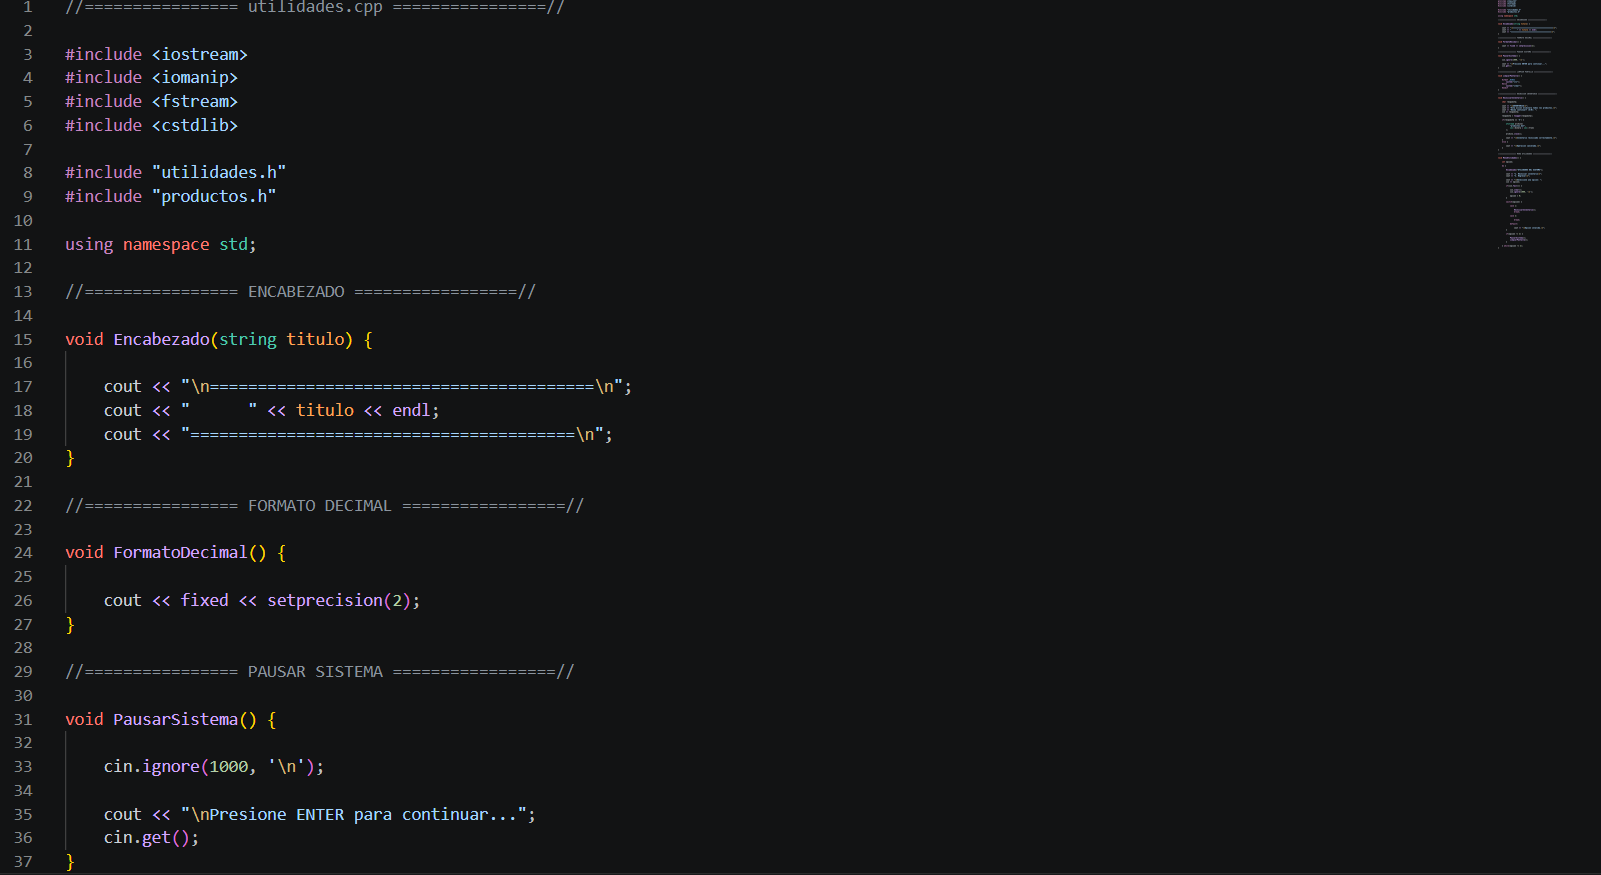 1 //================ utilidades.cpp ================//
2
3 #include <iostream>
4 #include <iomanip>
5 #include <fstream>
6 #include <cstdlib>
7
8 #include "utilidades.h"
9 #include "productos.h"
10
11 using namespace std;
12
13 //================ ENCABEZADO =================//
14
15 void Encabezado(string titulo) {
16
17     cout << "\n========================================\n";
18     cout << "      " << titulo << endl;
19     cout << "========================================\n";
20 }
21
22 //================ FORMATO DECIMAL =================//
23
24 void FormatoDecimal() {
25
26     cout << fixed << setprecision(2);
27 }
28
29 //================ PAUSAR SISTEMA =================//
30
31 void PausarSistema() {
32
33     cin.ignore(1000, '\n');
34
35     cout << "\nPresione ENTER para continuar...";
36     cin.get();
37 }